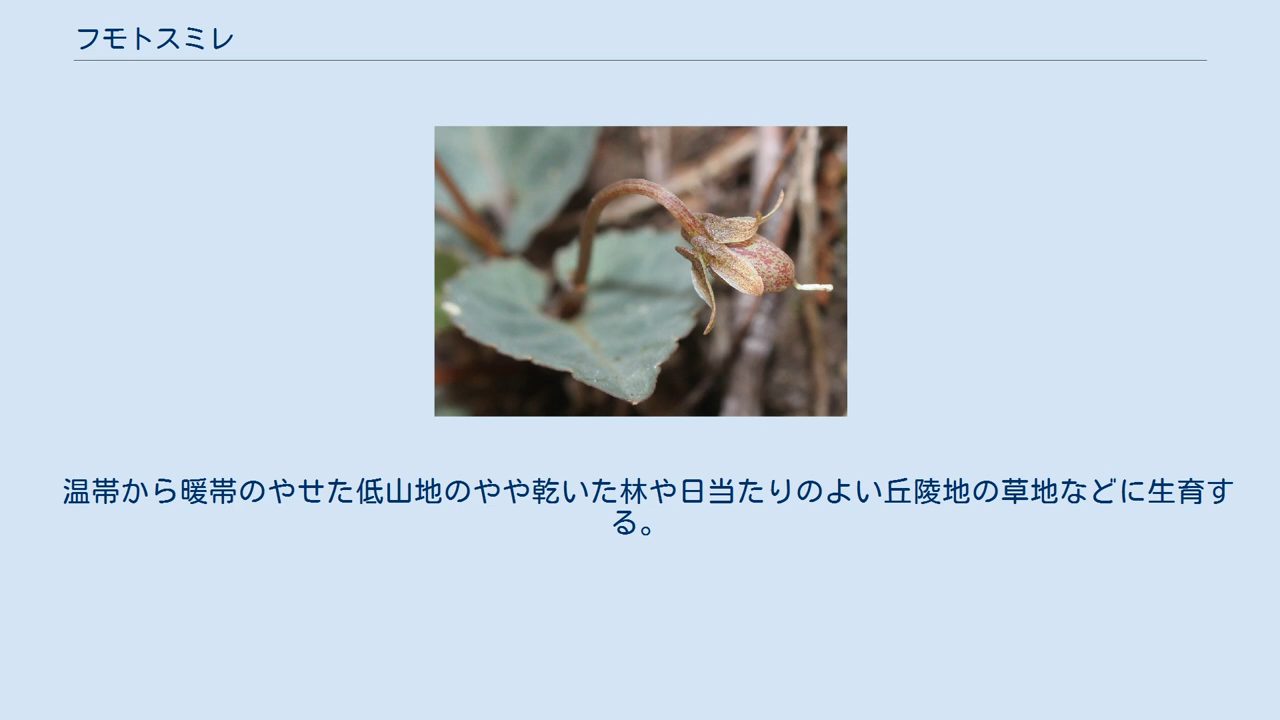 フモトスミレ
温帯から暖帯のやせた低山地のやや乾いた林や日当たりのよい丘陵地の草地などに生育す
る。